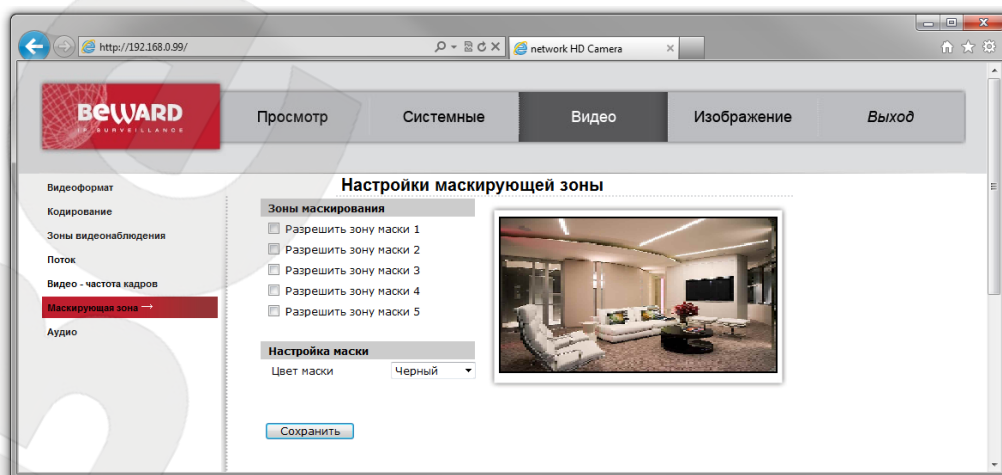 http://192.168.0.99/
network HD Camera
BEWARD
IP SURVEILLANCE
Просмотр
Системные
Видео
Изображение
Выход
Видеоформат
Кодирование
Зоны видеонаблюдения
Поток
Видео - частота кадров
Маскирующая зона →
Аудио
Настройки маскирующей зоны
Зоны маскирования
Разрешить зону маски 1
Разрешить зону маски 2
Разрешить зону маски 3
Разрешить зону маски 4
Разрешить зону маски 5
Настройка маски
Цвет маски
Черный
Сохранить